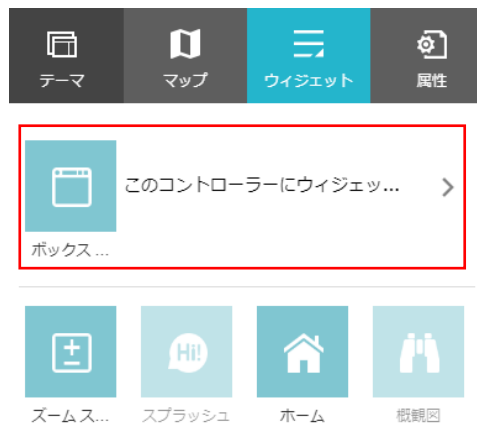 テーマ マップ ウィジェット 属性
このコントローラーにウィジェッ...
ボックス ...
Hi!
ズームス... スプラッシュ ホーム 概観図